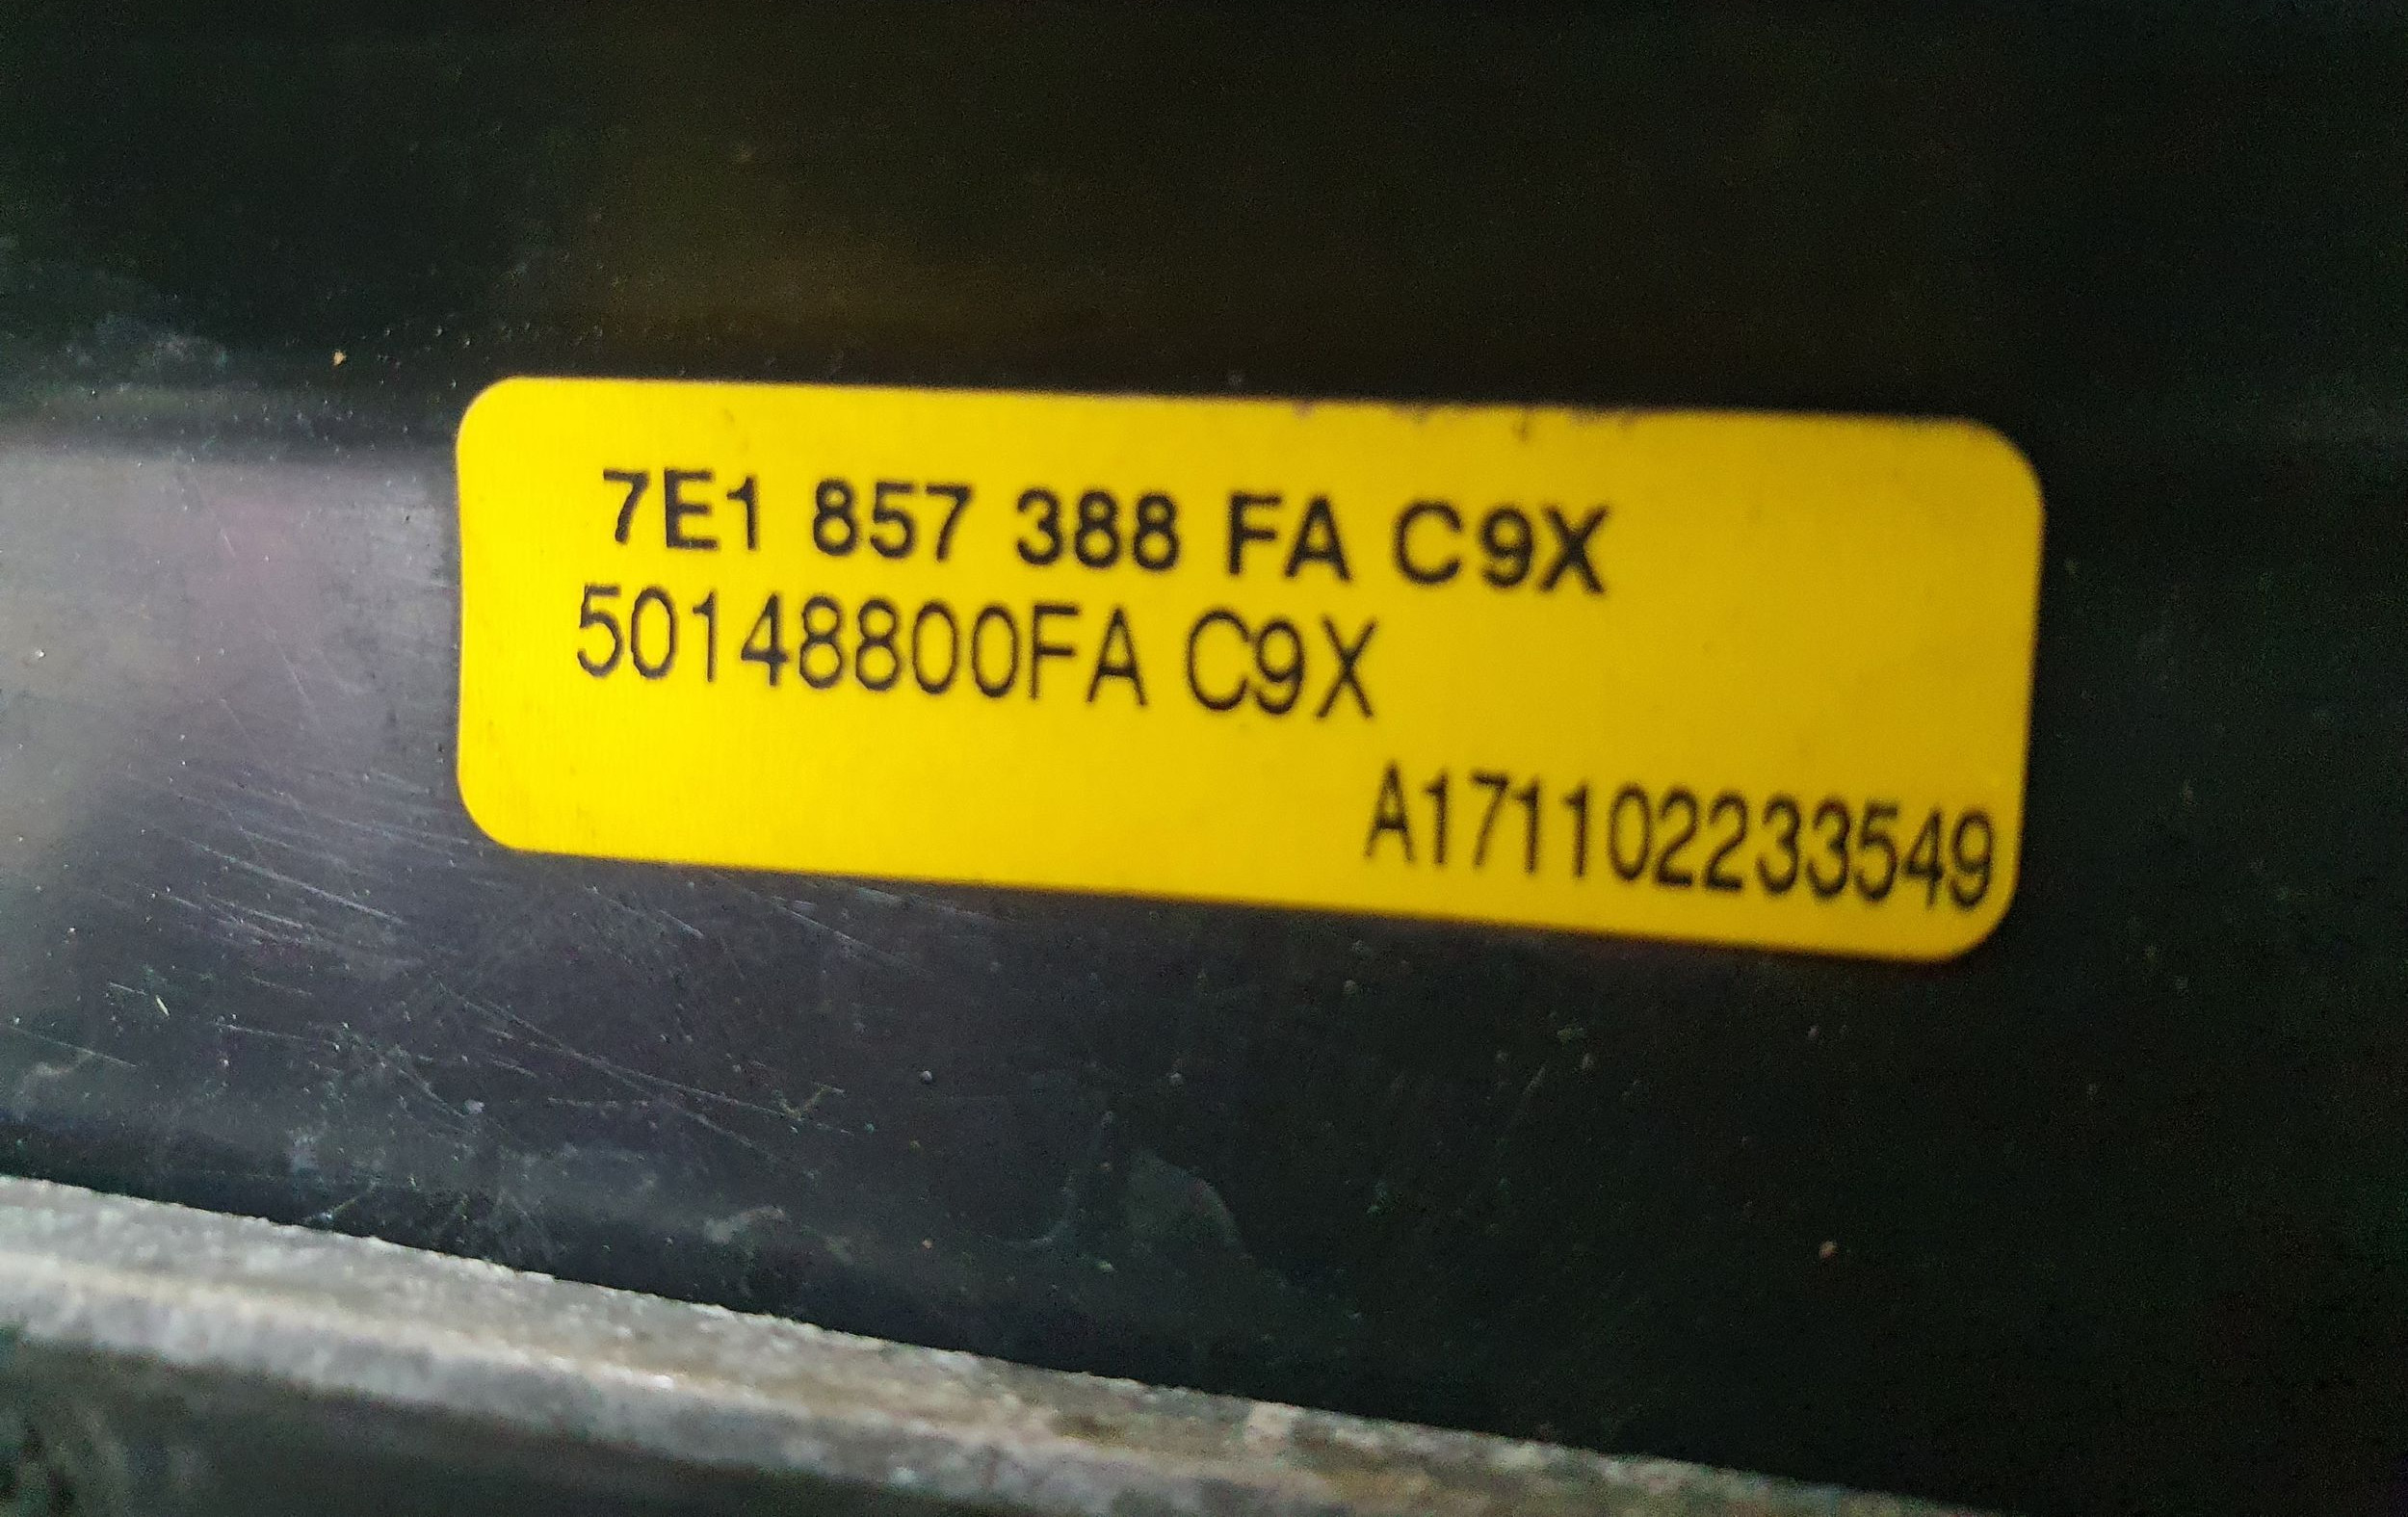 7E1 857 388 FA C9X
50148800FA C9X
A171102233549